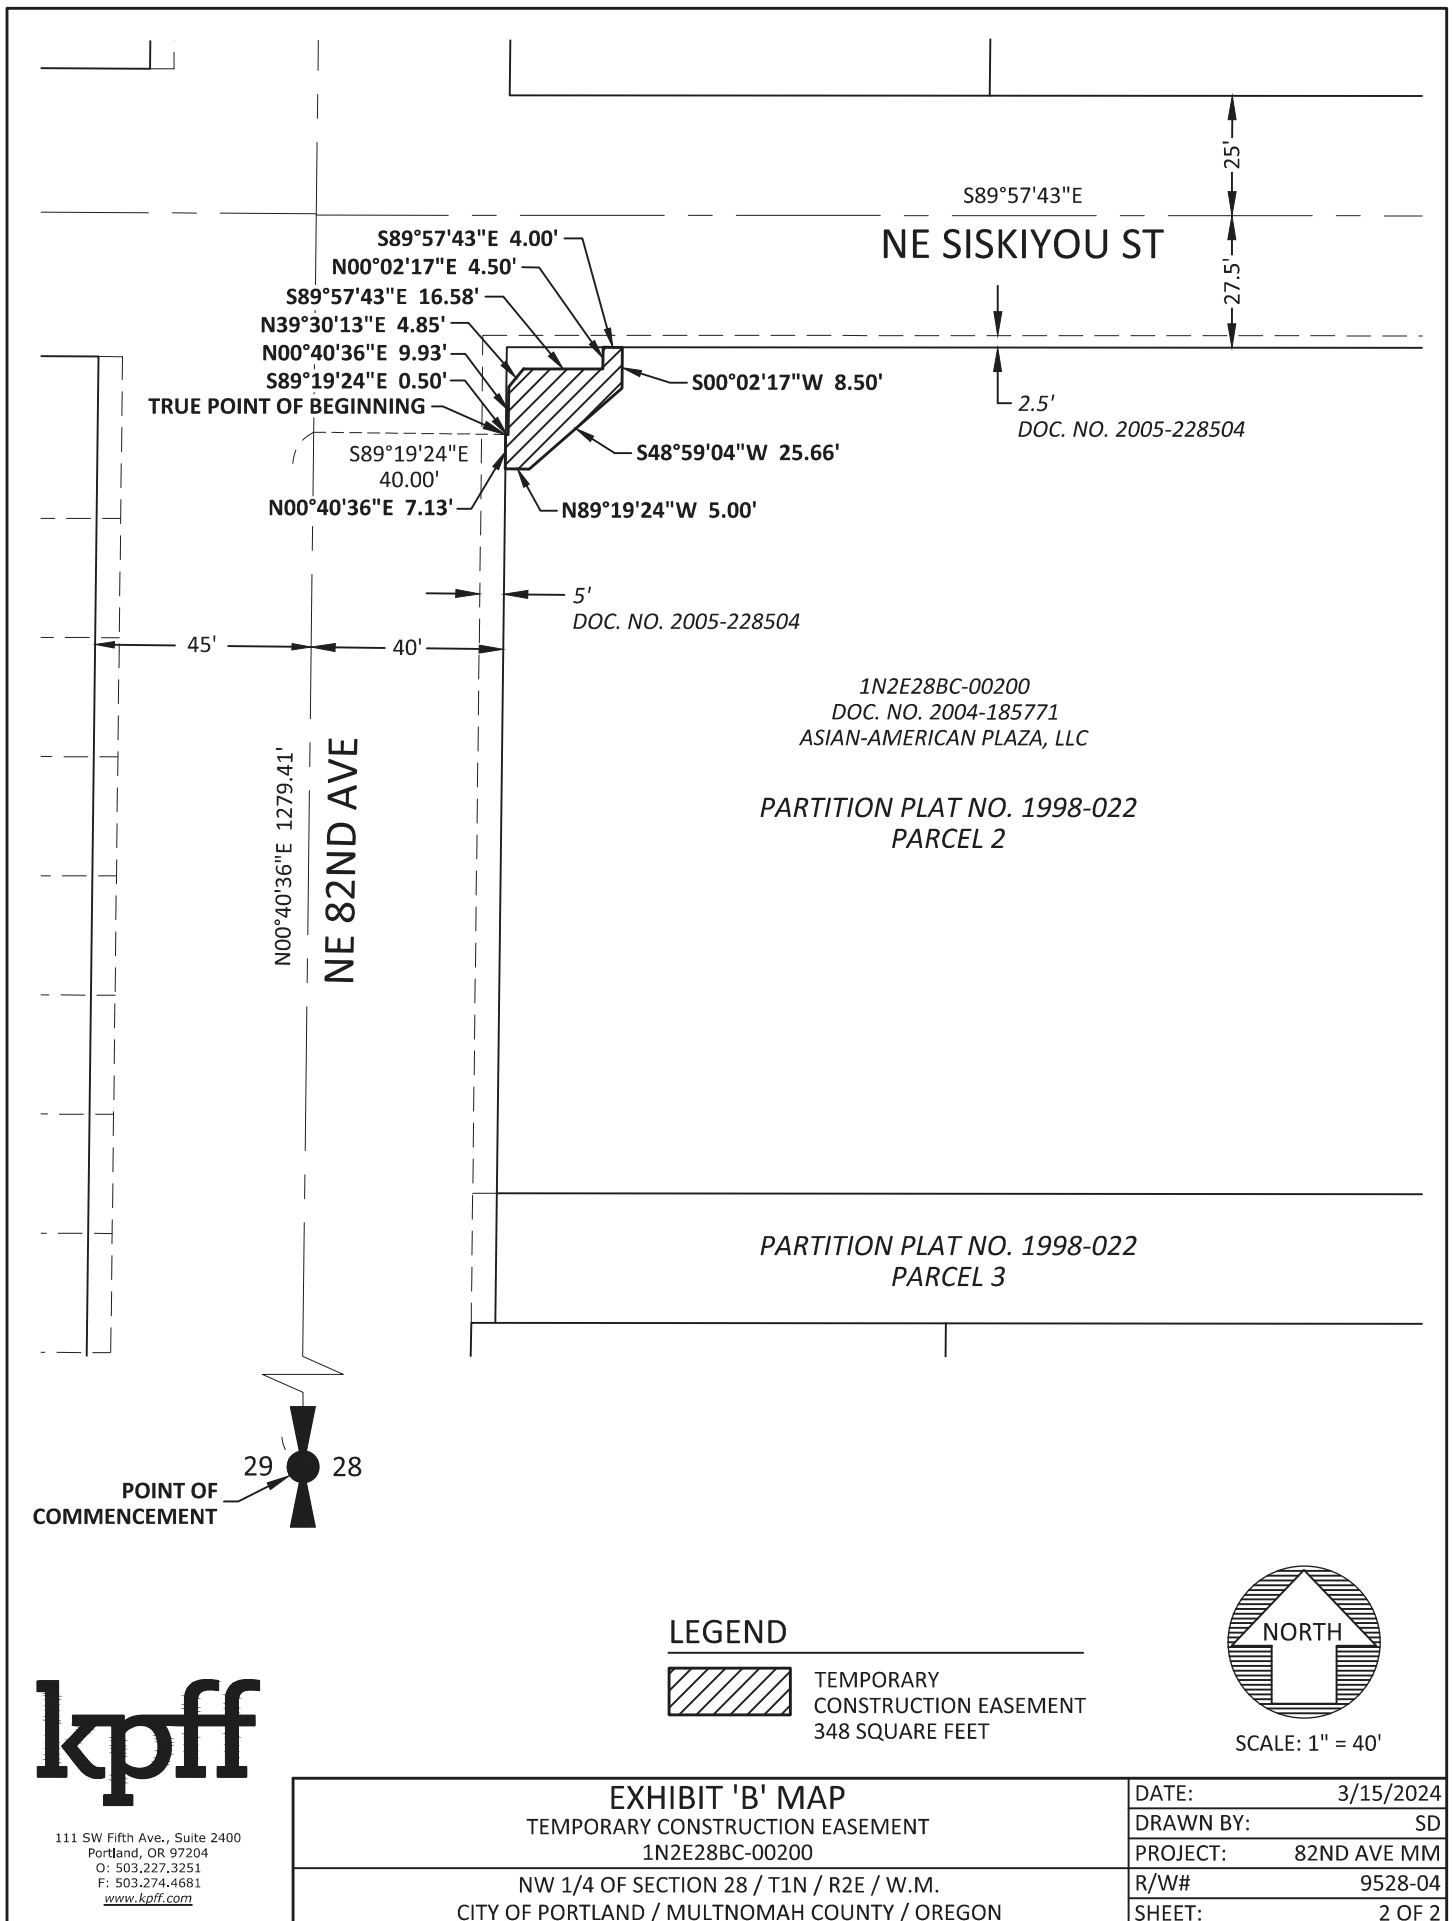 25'
S89°57'43"E
NE SISKIYOU ST
27.5'
S89°57'43"E 4.00'
N00°02'17"E 4.50'
S89°57'43"E 16.58'
N39°30'13"E 4.85'
N00°40'36"E 9.93'
S89°19'24"E 0.50'
TRUE POINT OF BEGINNING
S89°19'24"E
40.00'
N00°40'36"E 7.13'
S00°02'17"W 8.50'
S48°59'04"W 25.66'
N89°19'24"W 5.00'
2.5'
DOC. NO. 2005-228504
5'
DOC. NO. 2005-228504
45'
40'
1N2E28BC-00200
DOC. NO. 2004-185771
ASIAN-AMERICAN PLAZA, LLC
N00°40'36"E 1279.41'
NE 82ND AVE
PARTITION PLAT NO. 1998-022
PARCEL 2
PARTITION PLAT NO. 1998-022
PARCEL 3
29
28
POINT OF
COMMENCEMENT
LEGEND
TEMPORARY
CONSTRUCTION EASEMENT
348 SQUARE FEET
NORTH
SCALE: 1" = 40'
kpff
111 SW Fifth Ave., Suite 2400
Portland, OR 97204
O: 503.227.3251
F: 503.274.4681
www.kpff.com
EXHIBIT 'B' MAP
TEMPORARY CONSTRUCTION EASEMENT
1N2E28BC-00200
NW 1/4 OF SECTION 28 / T1N / R2E / W.M.
CITY OF PORTLAND / MULTNOMAH COUNTY / OREGON
DATE: 3/15/2024
DRAWN BY: SD
PROJECT: 82ND AVE MM
R/W# 9528-04
SHEET: 2 OF 2